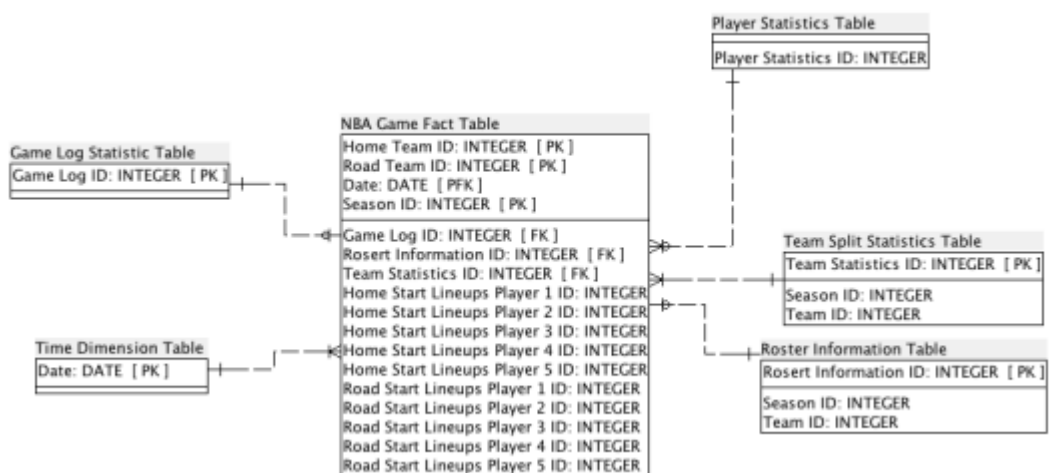 Player Statistics Table
Player Statistics ID: INTEGER
NBA Game Fact Table
Home Team ID: INTEGER [ PK ]
Road Team ID: INTEGER [ PK ]
Date: DATE [ PFK ]
Season ID: INTEGER [ PK ]
Game Log ID: INTEGER [ FK ]
Rosert Information ID: INTEGER [ FK ]
Team Statistics ID: INTEGER [ FK ]
Home Start Lineups Player 1 ID: INTEGER
Home Start Lineups Player 2 ID: INTEGER
Home Start Lineups Player 3 ID: INTEGER
Home Start Lineups Player 4 ID: INTEGER
Home Start Lineups Player 5 ID: INTEGER
Road Start Lineups Player 1 ID: INTEGER
Road Start Lineups Player 2 ID: INTEGER
Road Start Lineups Player 3 ID: INTEGER
Road Start Lineups Player 4 ID: INTEGER
Road Start Lineups Player 5 ID: INTEGER
Game Log Statistic Table
Game Log ID: INTEGER [ PK ]
Time Dimension Table
Date: DATE [ PK ]
Team Split Statistics Table
Team Statistics ID: INTEGER [ PK ]
Season ID: INTEGER
Team ID: INTEGER
Roster Information Table
Rosert Information ID: INTEGER [ PK ]
Season ID: INTEGER
Team ID: INTEGER